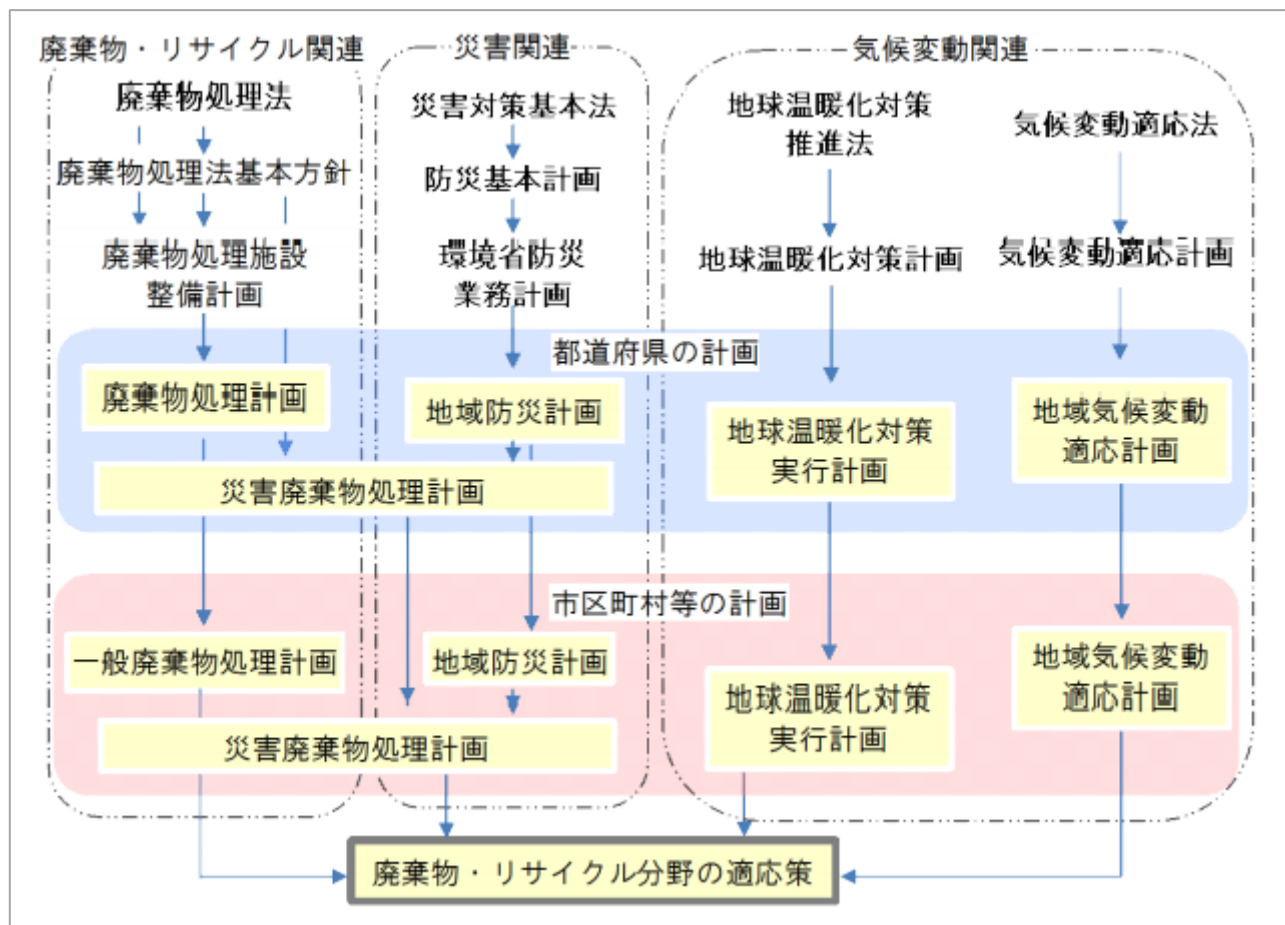 廃棄物・リサイクル関連
災害関連
気候変動関連
廃棄物処理法
災害対策基本法
地球温暖化対策
推進法
気候変動適応法
廃棄物処理法基本方針
防災基本計画
廃棄物処理施設
整備計画
環境省防災
業務計画
地球温暖化対策計画
気候変動適応計画
都道府県の計画
廃棄物処理計画
地域防災計画
地球温暖化対策
実行計画
地域気候変動
適応計画
災害廃棄物処理計画
市区町村等の計画
一般廃棄物処理計画
地域防災計画
地球温暖化対策
実行計画
地域気候変動
適応計画
災害廃棄物処理計画
廃棄物・リサイクル分野の適応策